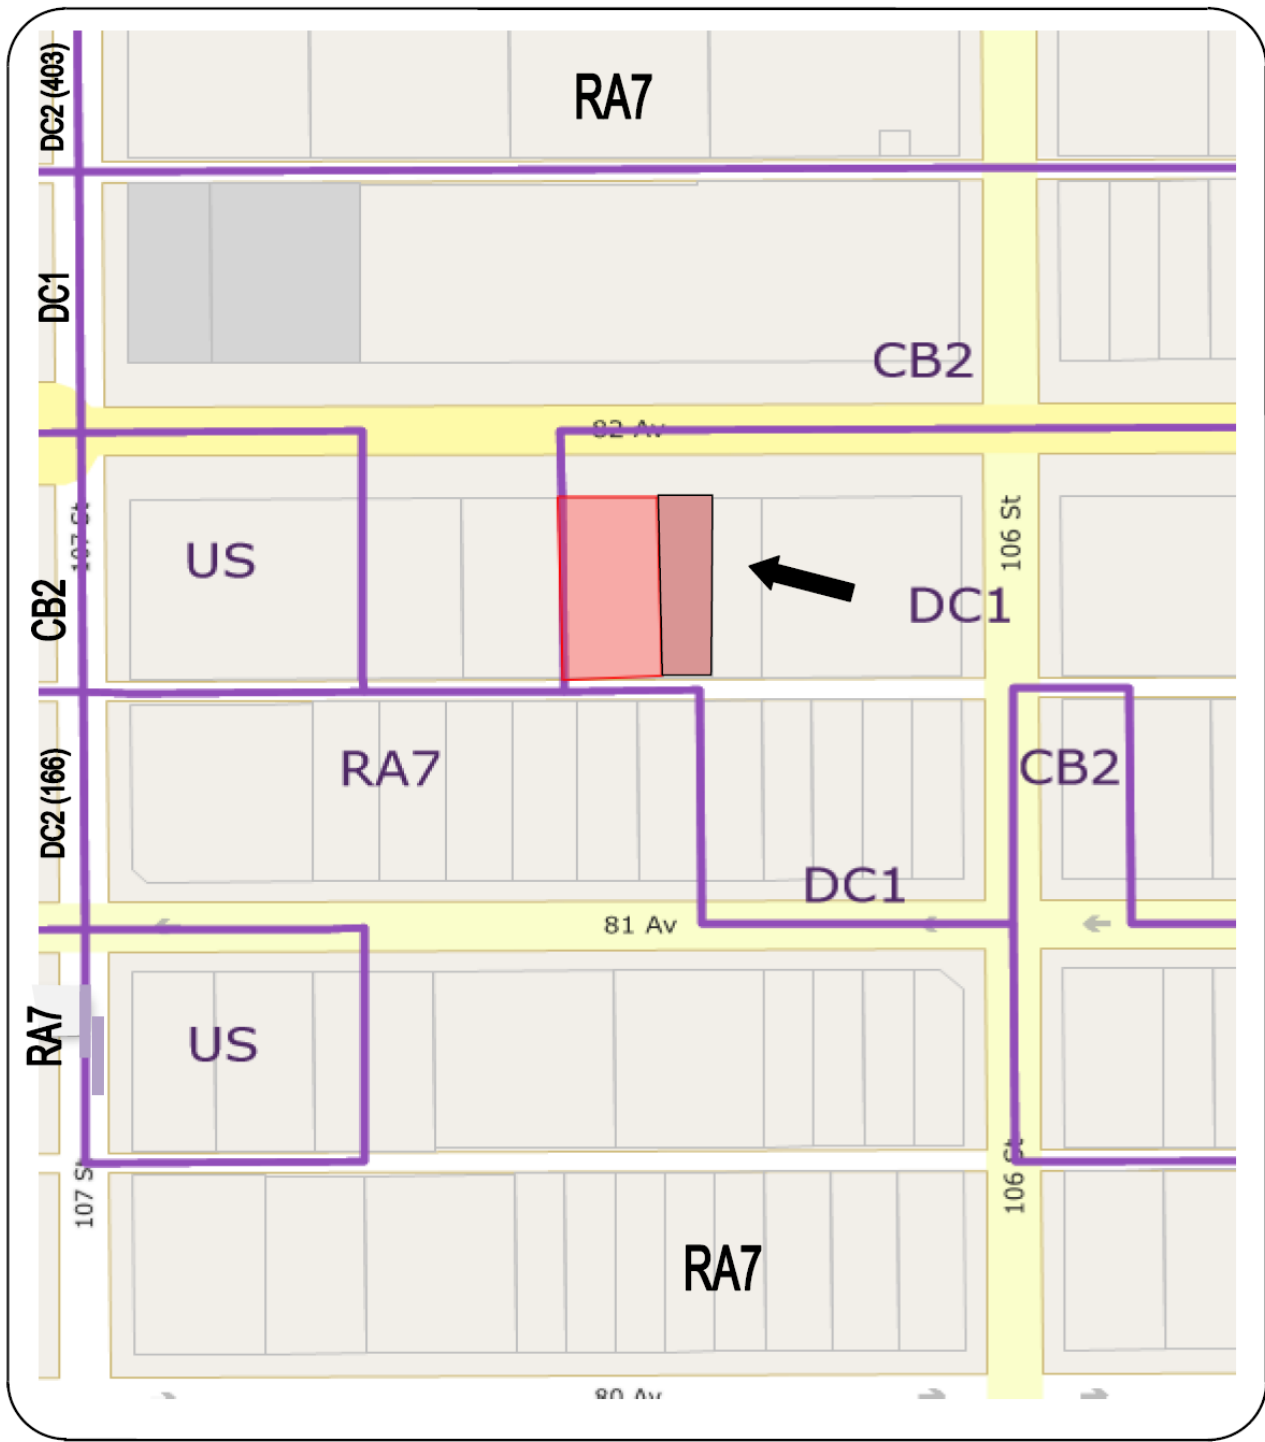 DC2 (403)
RA7
DC1
CB2
82 Av
107 St
106 St
US
CB2
DC1
RA7
CB2
DC2 (166)
DC1
81 Av
RA7
US
107 St
106 St
RA7
80 Av